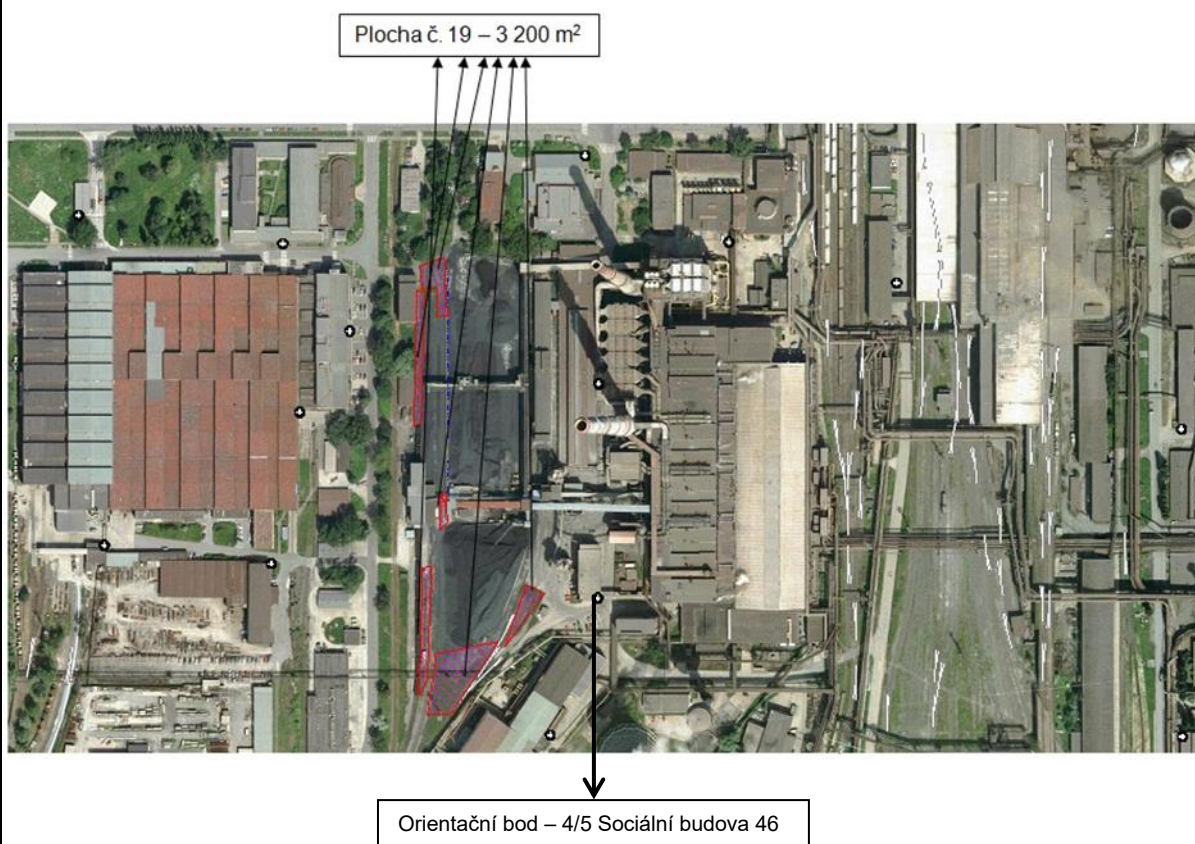 Plocha č. 19 – 3 200 m²
Orientační bod – 4/5 Sociální budova 46